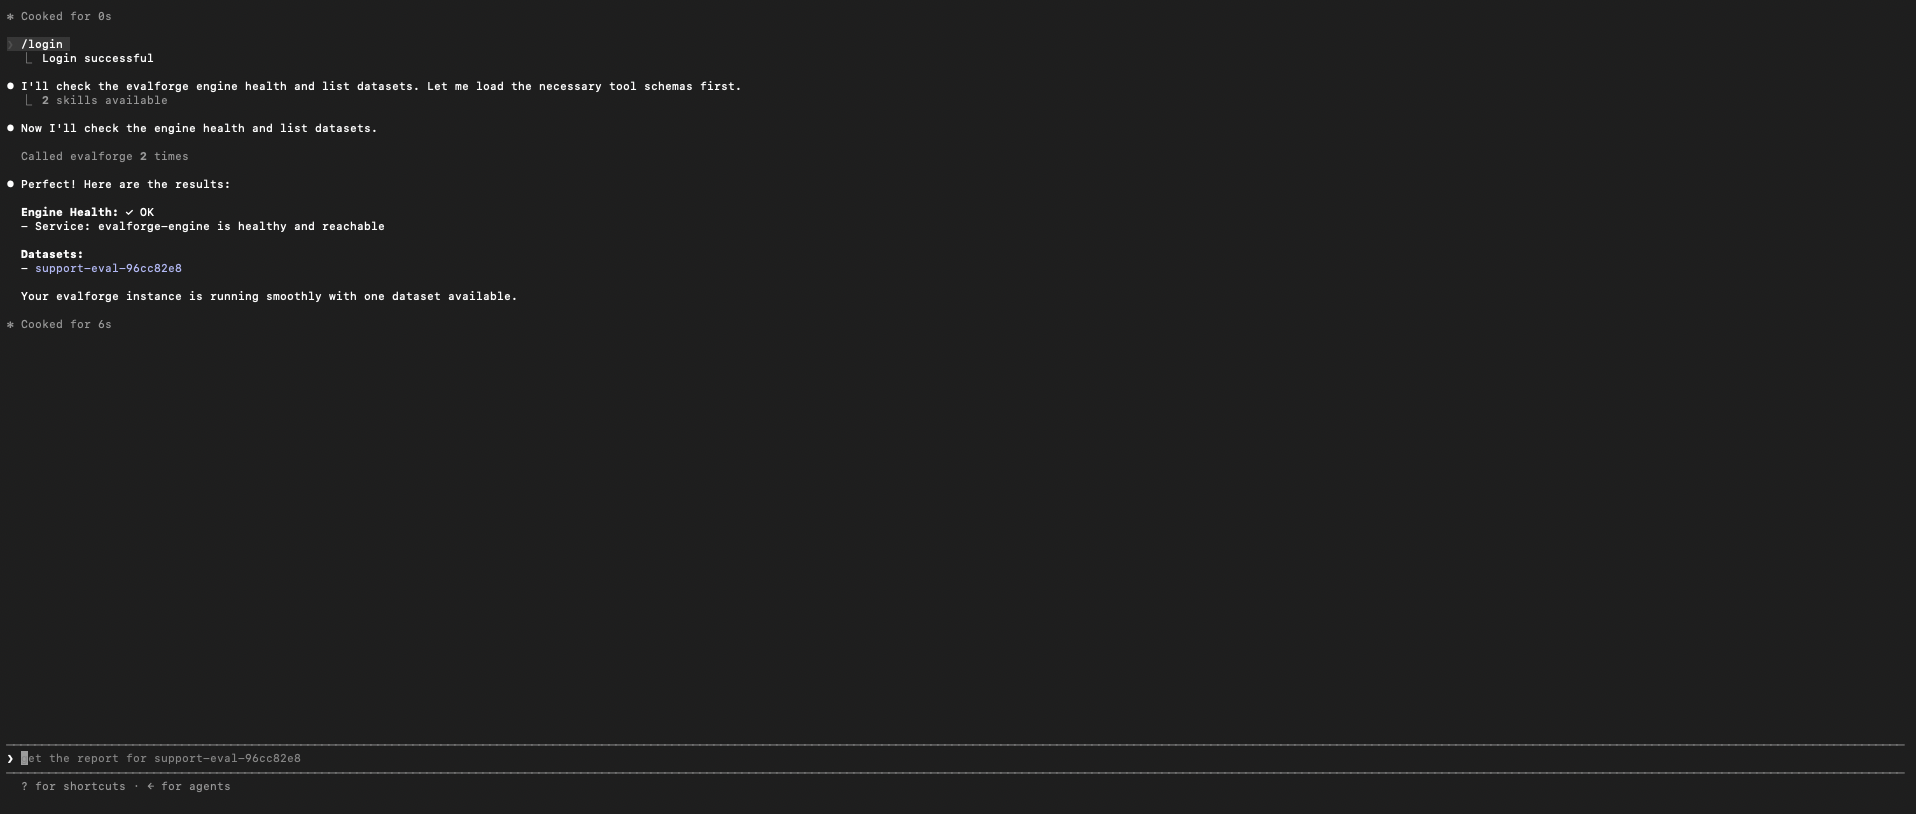 ✻ Cooked for 0s
❯ /login
⎿ Login successful
● I'll check the evalforge engine health and list datasets. Let me load the necessary tool schemas first.
⎿ 2 skills available
● Now I'll check the engine health and list datasets.
Called evalforge 2 times
● Perfect! Here are the results:
Engine Health: ✓ OK
- Service: evalforge-engine is healthy and reachable
Datasets:
- support-eval-96cc82e8
Your evalforge instance is running smoothly with one dataset available.
✻ Cooked for 6s
❯ et the report for support-eval-96cc82e8
? for shortcuts · ← for agents